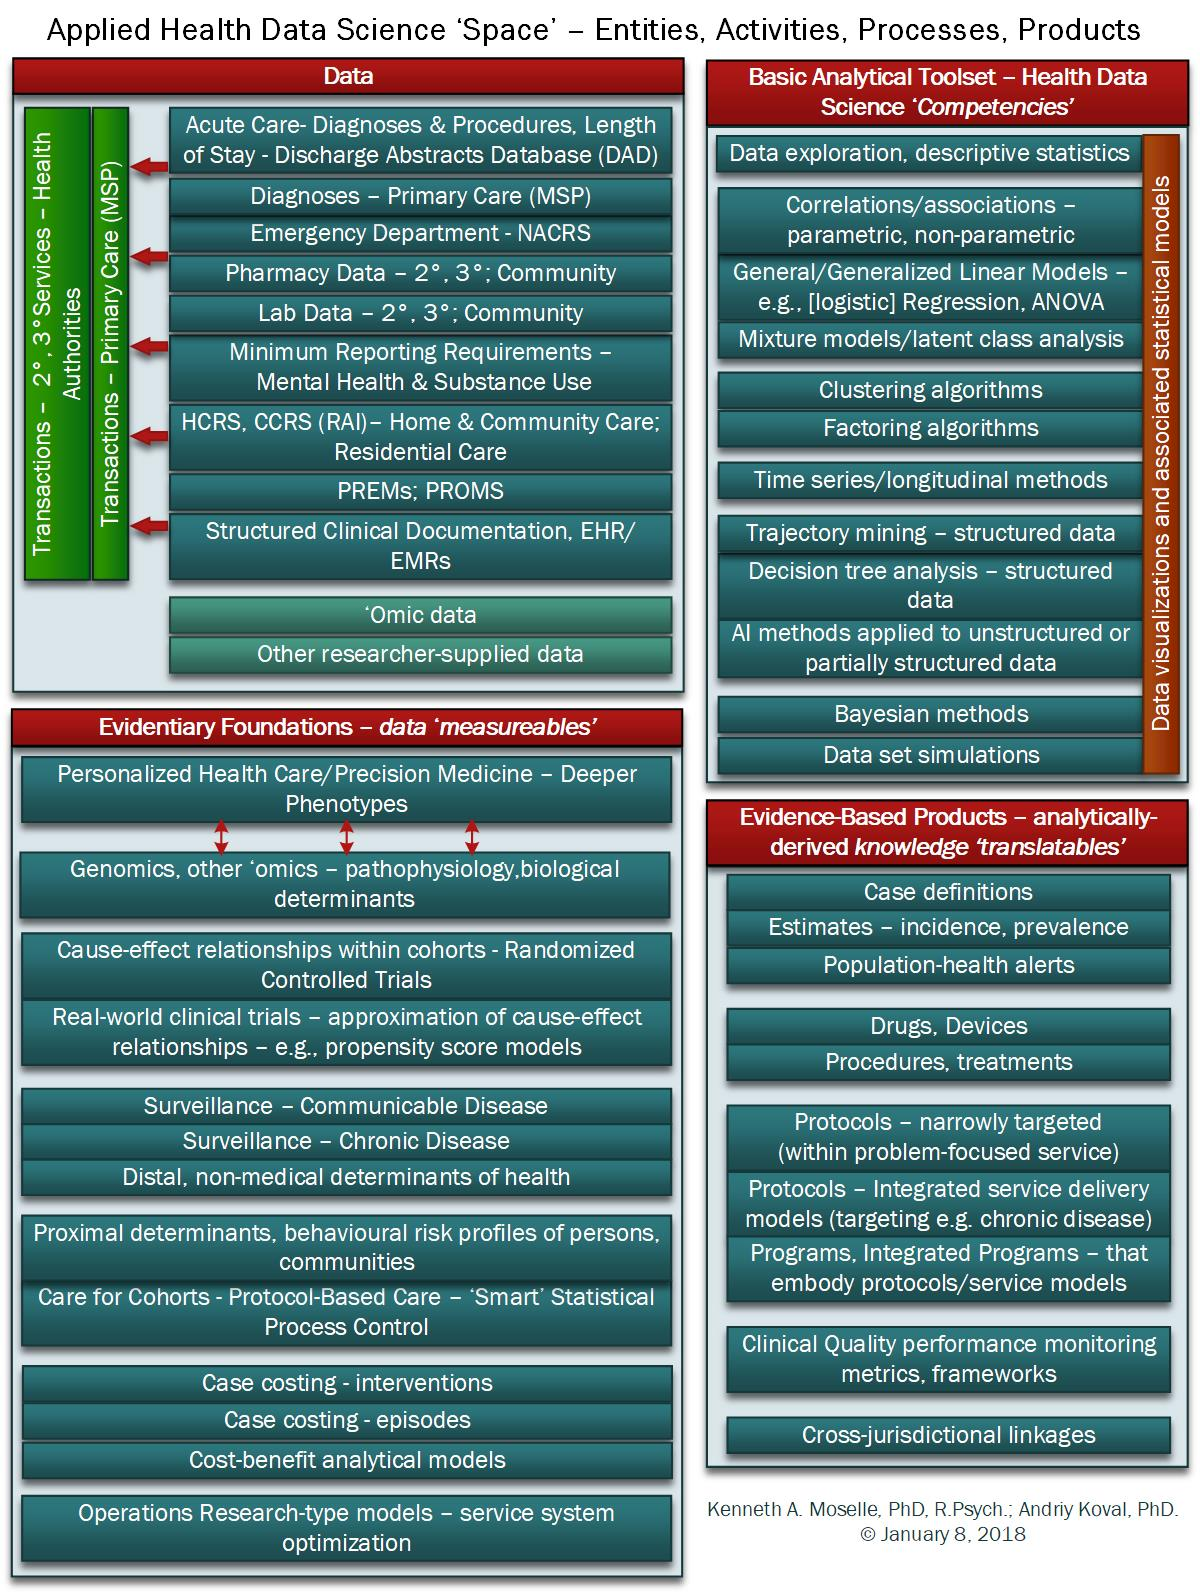 Applied Health Data Science ‘Space’ – Entities, Activities, Processes, Products
Data
Transactions – 2°, 3°Services – Health
Authorities
Transactions – Primary Care (MSP)
Acute Care- Diagnoses & Procedures, Length
of Stay - Discharge Abstracts Database (DAD)
Diagnoses – Primary Care (MSP)
Emergency Department - NACRS
Pharmacy Data – 2°, 3°; Community
Lab Data – 2°, 3°; Community
Minimum Reporting Requirements –
Mental Health & Substance Use
HCRS, CCRS (RAI)– Home & Community Care;
Residential Care
PREMs; PROMS
Structured Clinical Documentation, EHR/
EMRs
‘Omic data
Other researcher-supplied data
Evidentiary Foundations – data ‘measureables’
Personalized Health Care/Precision Medicine – Deeper
Phenotypes
Genomics, other ‘omics – pathophysiology,biological
determinants
Cause-effect relationships within cohorts - Randomized
Controlled Trials
Real-world clinical trials – approximation of cause-effect
relationships – e.g., propensity score models
Surveillance – Communicable Disease
Surveillance – Chronic Disease
Distal, non-medical determinants of health
Proximal determinants, behavioural risk profiles of persons,
communities
Care for Cohorts - Protocol-Based Care – ‘Smart’ Statistical
Process Control
Case costing - interventions
Case costing - episodes
Cost-benefit analytical models
Operations Research-type models – service system
optimization
Basic Analytical Toolset – Health Data
Science ‘Competencies’
Data exploration, descriptive statistics
Correlations/associations –
parametric, non-parametric
General/Generalized Linear Models –
e.g., [logistic] Regression, ANOVA
Mixture models/latent class analysis
Clustering algorithms
Factoring algorithms
Time series/longitudinal methods
Trajectory mining – structured data
Decision tree analysis – structured
data
AI methods applied to unstructured or
partially structured data
Bayesian methods
Data set simulations
Data visualizations and associated statistical models
Evidence-Based Products – analytically-
derived knowledge ‘translatables’
Case definitions
Estimates – incidence, prevalence
Population-health alerts
Drugs, Devices
Procedures, treatments
Protocols – narrowly targeted
(within problem-focused service)
Protocols – Integrated service delivery
models (targeting e.g. chronic disease)
Programs, Integrated Programs – that
embody protocols/service models
Clinical Quality performance monitoring
metrics, frameworks
Cross-jurisdictional linkages
Kenneth A. Moselle, PhD, R.Psych.; Andriy Koval, PhD.
© January 8, 2018